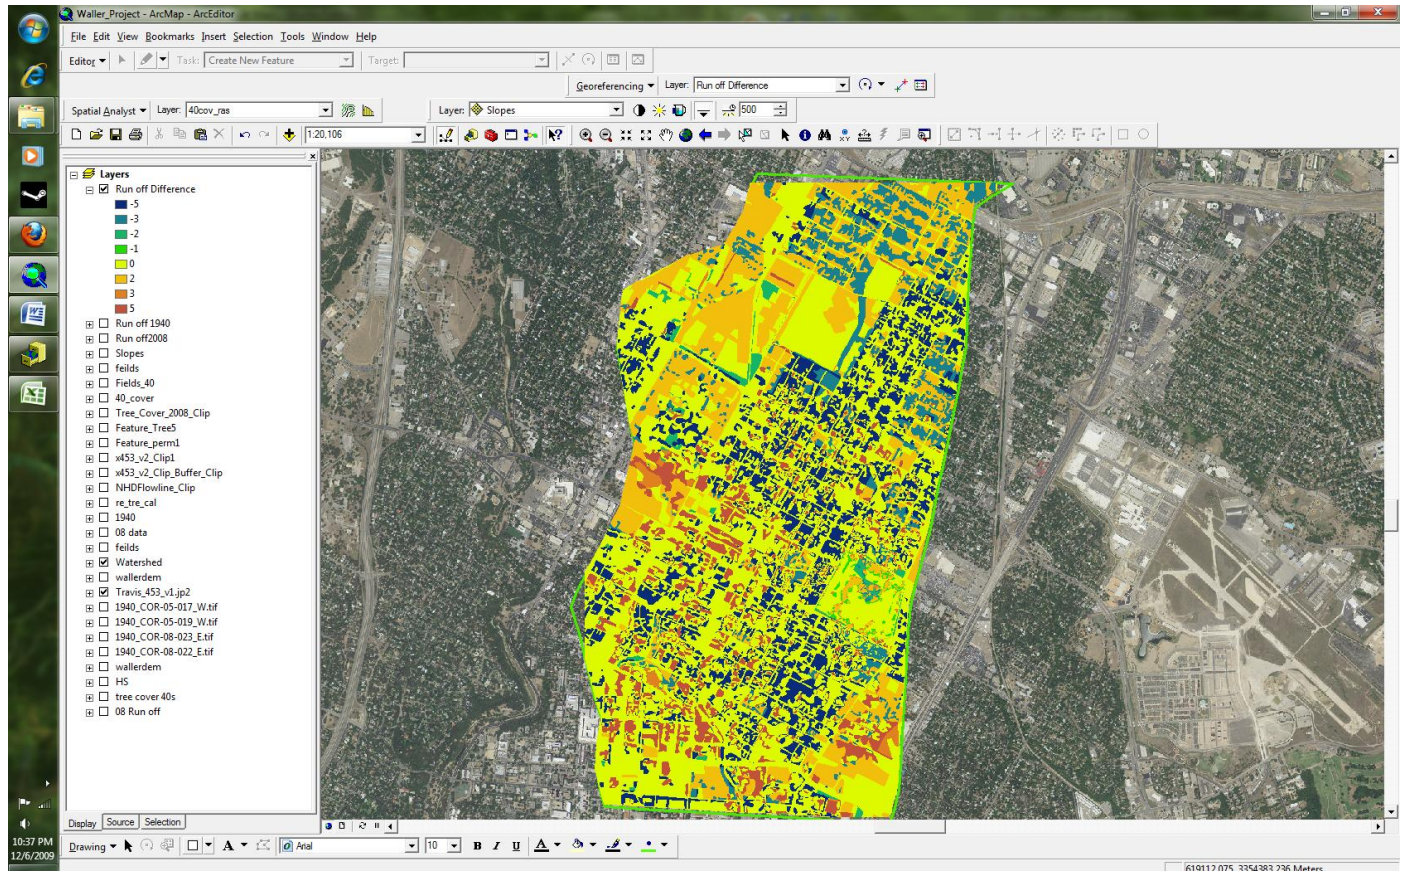 Waller_Project - ArcMap - ArcEditor
File Edit View Bookmarks Insert Selection Tools Window Help
Editor Task: Create New Feature Target:
Georeferencing Layer: Run off Difference
Spatial Analyst Layer: 40cov_ras Layer: Slopes 500
1:20,106
Layers
Run off Difference
-5
-3
-2
-1
0
2
3
5
Run off 1940
Run off2008
Slopes
feilds
Fields_40
40_cover
Tree_Cover_2008_Clip
Feature_Tree5
Feature_perm1
x453_v2_Clip1
x453_v2_Clip_Buffer_Clip
NHDFlowline_Clip
re_tre_cal
1940
08 data
feilds
Watershed
wallerdem
Travis_453_v1.jp2
1940_COR-05-017_W.tif
1940_COR-05-019_W.tif
1940_COR-08-023_E.tif
1940_COR-08-022_E.tif
wallerdem
HS
tree cover 40s
08 Run off
Display Source Selection
Drawing A Arial 10 B I U A
10:37 PM
12/6/2009
619112.075 3354383.236 Meters